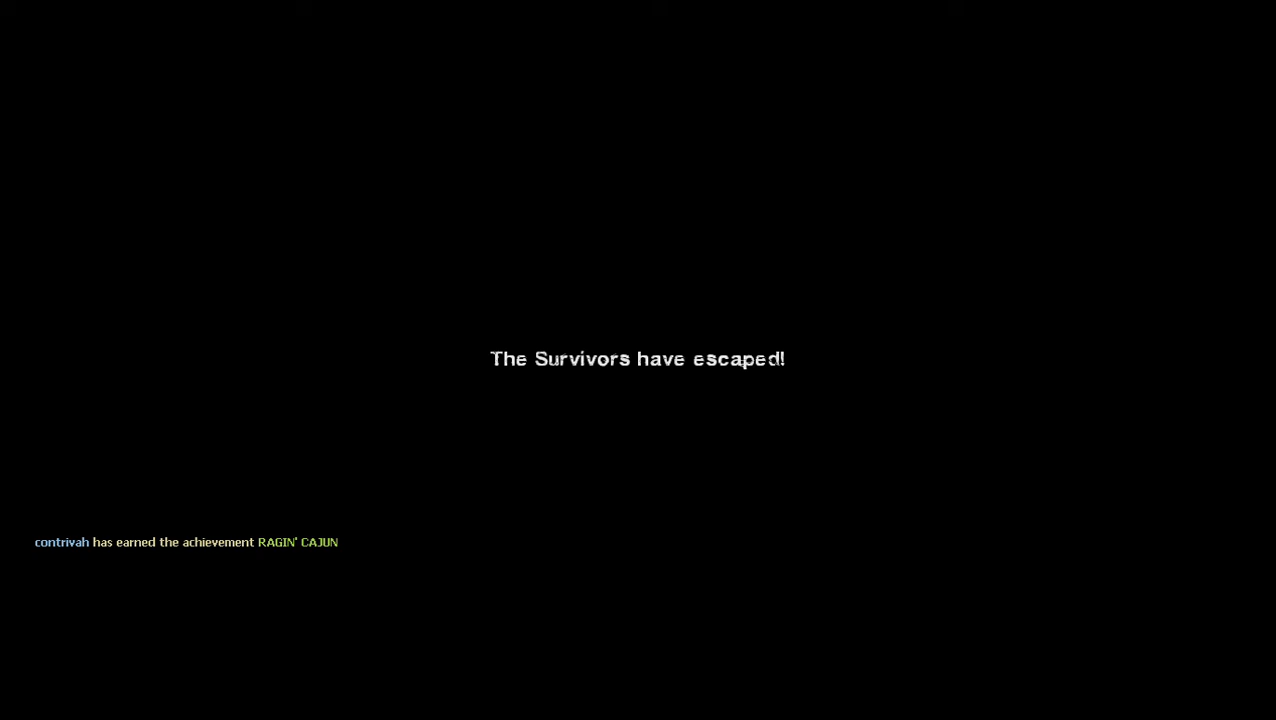 The Survivors have escaped!
contrivah has earned the achievement RAGIN' CAJUN